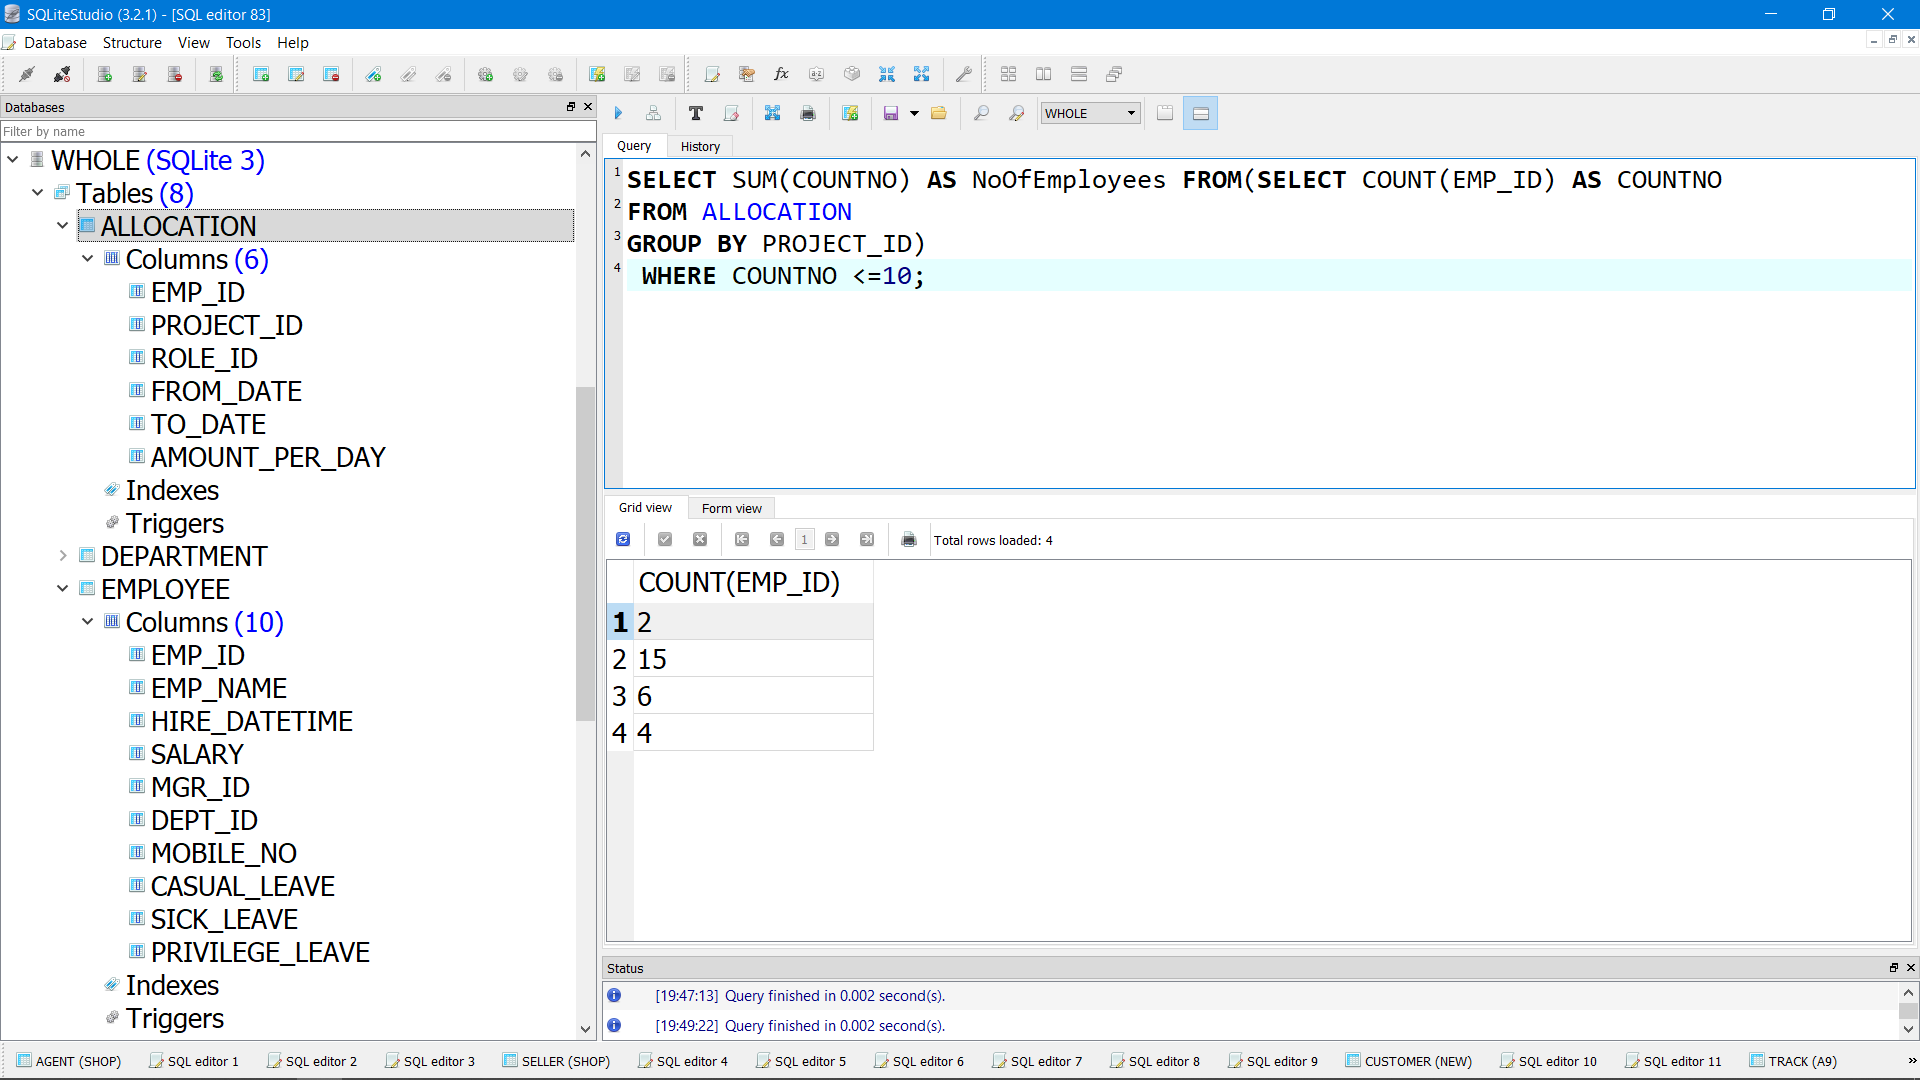 SQLiteStudio (3.2.1) - [SQL editor 83]
Database Structure View Tools Help
Databases
Filter by name
WHOLE (SQLite 3)
Tables (8)
ALLOCATION
Columns (6)
EMP_ID
PROJECT_ID
ROLE_ID
FROM_DATE
TO_DATE
AMOUNT_PER_DAY
Indexes
Triggers
DEPARTMENT
EMPLOYEE
Columns (10)
EMP_ID
EMP_NAME
HIRE_DATETIME
SALARY
MGR_ID
DEPT_ID
MOBILE_NO
CASUAL_LEAVE
SICK_LEAVE
PRIVILEGE_LEAVE
Indexes
Triggers
WHOLE
Query History
1 SELECT SUM(COUNTNO) AS NoOfEmployees FROM(SELECT COUNT(EMP_ID) AS COUNTNO
2 FROM ALLOCATION
3 GROUP BY PROJECT_ID)
4 WHERE COUNTNO <=10;
Grid view Form view
1 Total rows loaded: 4
COUNT(EMP_ID)
1 2
2 15
3 6
4 4
Status
[19:47:13] Query finished in 0.002 second(s).
[19:49:22] Query finished in 0.002 second(s).
AGENT (SHOP) SQL editor 1 SQL editor 2 SQL editor 3 SELLER (SHOP) SQL editor 4 SQL editor 5 SQL editor 6 SQL editor 7 SQL editor 8 SQL editor 9 CUSTOMER (NEW) SQL editor 10 SQL editor 11 TRACK (A9) »